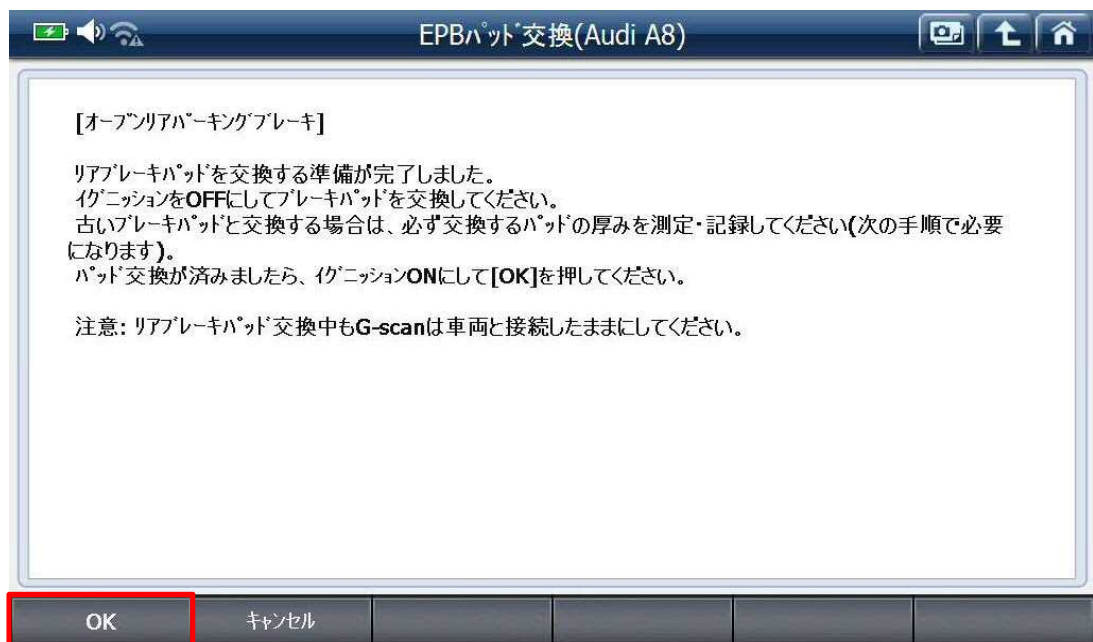 EPBﾊﾟｯﾄﾞ交換(Audi A8)
[ｵｰﾌﾟﾝﾘｱﾊﾟｰｷﾝｸﾞﾌﾞﾚｰｷ]
ﾘｱﾌﾞﾚｰｷﾊﾟｯﾄﾞを交換する準備が完了しました。
ｲｸﾞﾆｯｼｮﾝをOFFにしてﾌﾞﾚｰｷﾊﾟｯﾄﾞを交換してください。
古いﾌﾞﾚｰｷﾊﾟｯﾄﾞと交換する場合は、必ず交換するﾊﾟｯﾄﾞの厚みを測定・記録してください(次の手順で必要
になります)。
ﾊﾟｯﾄﾞ交換が済みましたら、ｲｸﾞﾆｯｼｮﾝONにして[OK]を押してください。
注意: ﾘｱﾌﾞﾚｰｷﾊﾟｯﾄﾞ交換中もG-scanは車両と接続したままにしてください。
OK ｷｬﾝｾﾙ